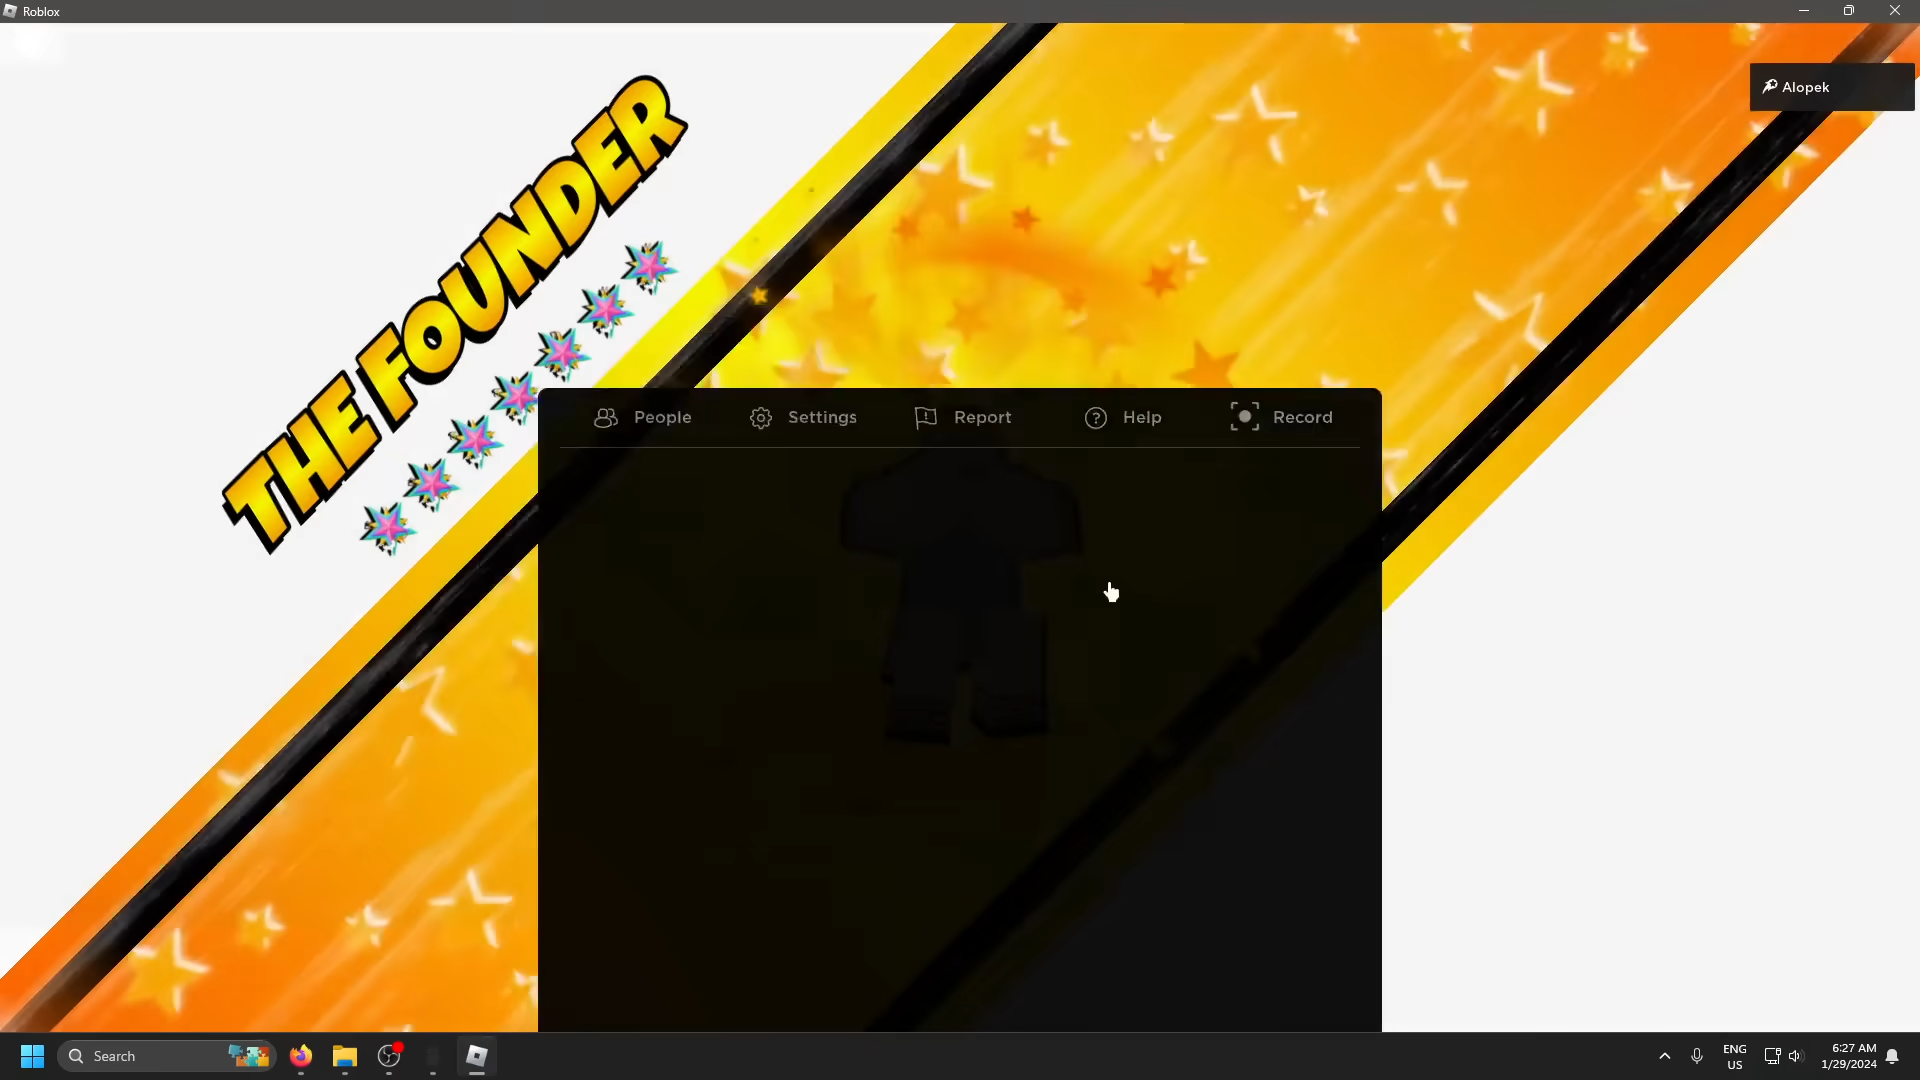 Roblox
THE FOUNDER
Alopek
People
Settings
Report
Help
Record
Search
ENG
US
6:27 AM
1/29/2024